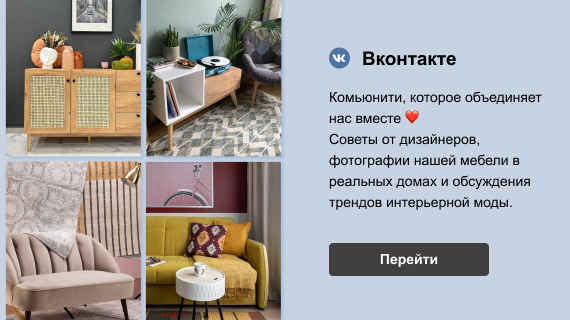 Вконтакте
Комьюнити, которое объединяет
нас вместе ❤️
Советы от дизайнеров,
фотографии нашей мебели в
реальных домах и обсуждения
трендов интерьерной моды.
Перейти